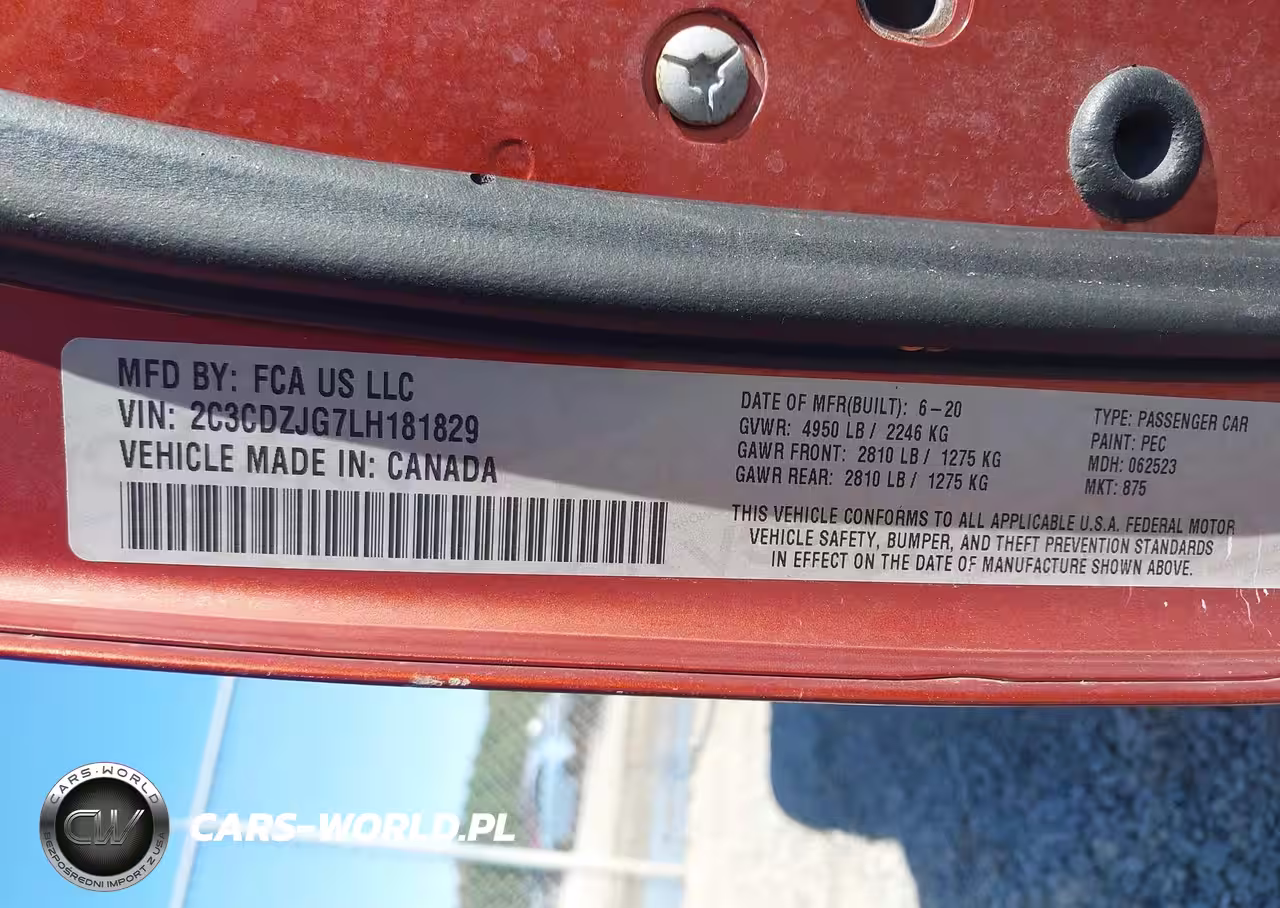 MFD BY: FCA US LLC
VIN: 2C3CDZJG7LH181829
VEHICLE MADE IN: CANADA
DATE OF MFR(BUILT): 6-20
GVWR: 4950 LB / 2246 KG
GAWR FRONT: 2810 LB / 1275 KG
GAWR REAR: 2810 LB / 1275 KG
TYPE: PASSENGER CAR
PAINT: PEC
MDH: 062523
MKT: 875
THIS VEHICLE CONFORMS TO ALL APPLICABLE U.S.A. FEDERAL MOTOR
VEHICLE SAFETY, BUMPER, AND THEFT PREVENTION STANDARDS
IN EFFECT ON THE DATE OF MANUFACTURE SHOWN ABOVE.
CARS-WORLD
CW
BEZPOŚREDNI IMPORT Z USA
CARS-WORLD.PL